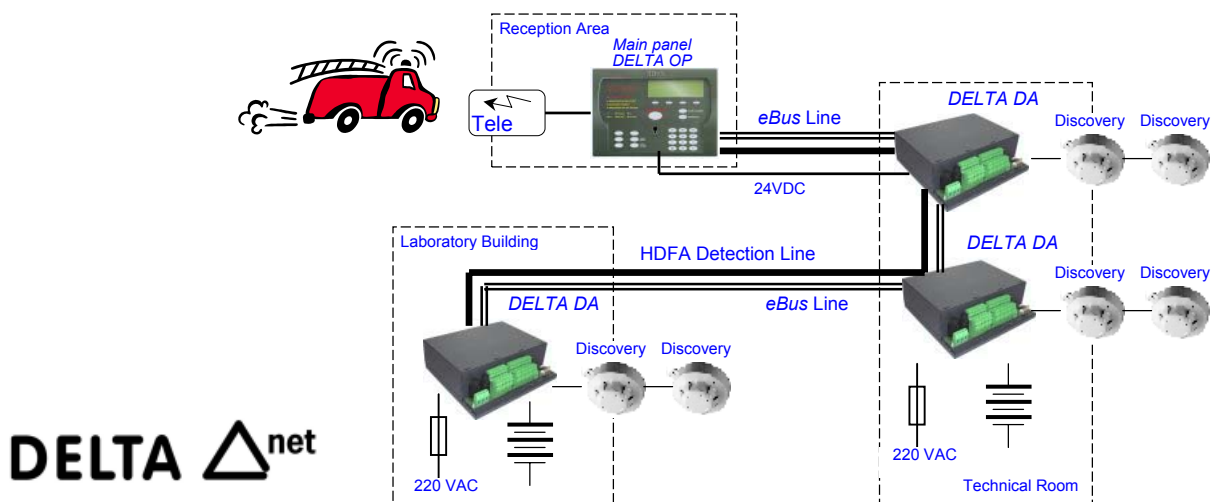 Reception Area
Main panel
DELTA OP
Tele
eBus Line
24VDC
DELTA DA
Discovery
Discovery
Laboratory Building
HDFA Detection Line
eBus Line
DELTA DA
Discovery
Discovery
DELTA DA
Discovery
Discovery
220 VAC
220 VAC
Technical Room
DELTA net